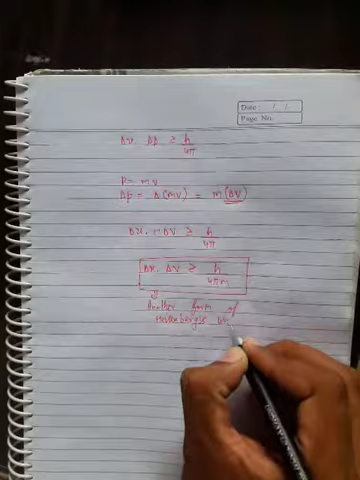 Date: / /
Page No.
Δx. Δp ≥ h/4π
P= mv
Δp = Δ(mv) = m(Δv)
Δx. mΔv ≥ h/4π
Δx. Δv ≥ h/4πm
Another form of